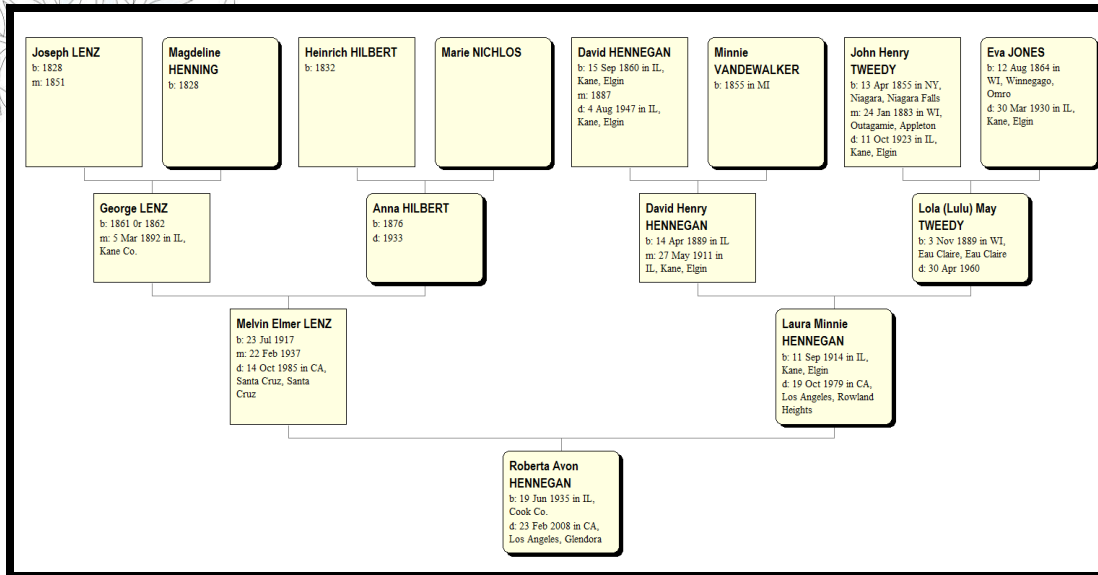 Joseph LENZ
b: 1828
m: 1851
Magdeline
HENNING
b: 1828
Heinrich HILBERT
b: 1832
Marie NICHLOS
David HENNEGAN
b: 15 Sep 1860 in IL,
Kane, Elgin
m: 1887
d: 4 Aug 1947 in IL,
Kane, Elgin
Minnie
VANDEWALKER
b: 1855 in MI
John Henry
TWEEDY
b: 13 Apr 1855 in NY,
Niagara, Niagara Falls
m: 24 Jan 1883 in WI,
Outagamie, Appleton
d: 11 Oct 1923 in IL,
Kane, Elgin
Eva JONES
b: 12 Aug 1864 in
WI, Winnegago,
Omro
d: 30 Mar 1930 in IL,
Kane, Elgin
George LENZ
b: 1861 0r 1862
m: 5 Mar 1892 in IL,
Kane Co.
Anna HILBERT
b: 1876
d: 1933
David Henry
HENNEGAN
b: 14 Apr 1889 in IL
m: 27 May 1911 in
IL, Kane, Elgin
Lola (Lulu) May
TWEEDY
b: 3 Nov 1889 in WI,
Eau Claire, Eau Claire
d: 30 Apr 1960
Melvin Elmer LENZ
b: 23 Jul 1917
m: 22 Feb 1937
d: 14 Oct 1985 in CA,
Santa Cruz, Santa
Cruz
Laura Minnie
HENNEGAN
b: 11 Sep 1914 in IL,
Kane, Elgin
d: 19 Oct 1979 in CA,
Los Angeles, Rowland
Heights
Roberta Avon
HENNEGAN
b: 19 Jun 1935 in IL,
Cook Co.
d: 23 Feb 2008 in CA,
Los Angeles, Glendora